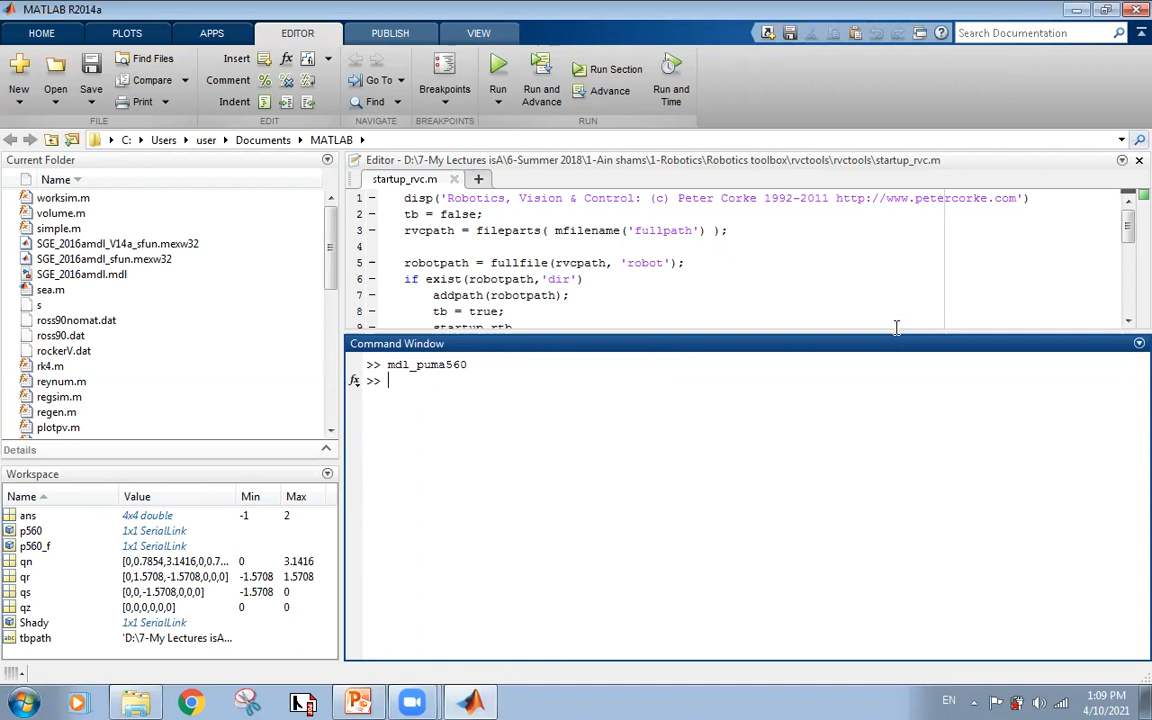 MATLAB R2014a
HOME
PLOTS
APPS
EDITOR
PUBLISH
VIEW
Search Documentation
New
Open
Save
Find Files
Compare
Print
Insert
Comment
Indent
Go To
Find
Breakpoints
Run
Run and
Advance
Run Section
Advance
Run and
Time
FILE
EDIT
NAVIGATE
BREAKPOINTS
RUN
C:
Users
user
Documents
MATLAB
Current Folder
Name
worksim.m
volume.m
simple.m
SGE_2016amdl_V14a_sfun.mexw32
SGE_2016amdl_sfun.mexw32
SGE_2016amdl.mdl
sea.m
s
ross90nomat.dat
ross90.dat
rockerV.dat
rk4.m
reynum.m
regsim.m
regen.m
plotpv.m
Details
Workspace
Name Value Min Max
ans 4x4 double -1 2
p560 1x1 SerialLink
p560_f 1x1 SerialLink
qn [0,0.7854,3.1416,0,0.7... 0 3.1416
qr [0,1.5708,-1.5708,0,0,0] -1.5708 1.5708
qs [0,0,-1.5708,0,0,0] -1.5708 0
qz [0,0,0,0,0,0] 0 0
Shady 1x1 SerialLink
tbpath 'D:\7-My Lectures isA...
Editor - D:\7-My Lectures isA\6-Summer 2018\1-Ain shams\1-Robotics\Robotics toolbox\rvctools\rvctools\startup_rvc.m
startup_rvc.m
1 disp('Robotics, Vision & Control: (c) Peter Corke 1992-2011 http://www.petercorke.com')
2 tb = false;
3 rvcpath = fileparts( mfilename('fullpath') );
4
5 robotpath = fullfile(rvcpath, 'robot');
6 if exist(robotpath,'dir')
7 addpath(robotpath);
8 tb = true;
9 startup_rtb
Command Window
>> mdl_puma560
fx >>
EN
1:09 PM
4/10/2021